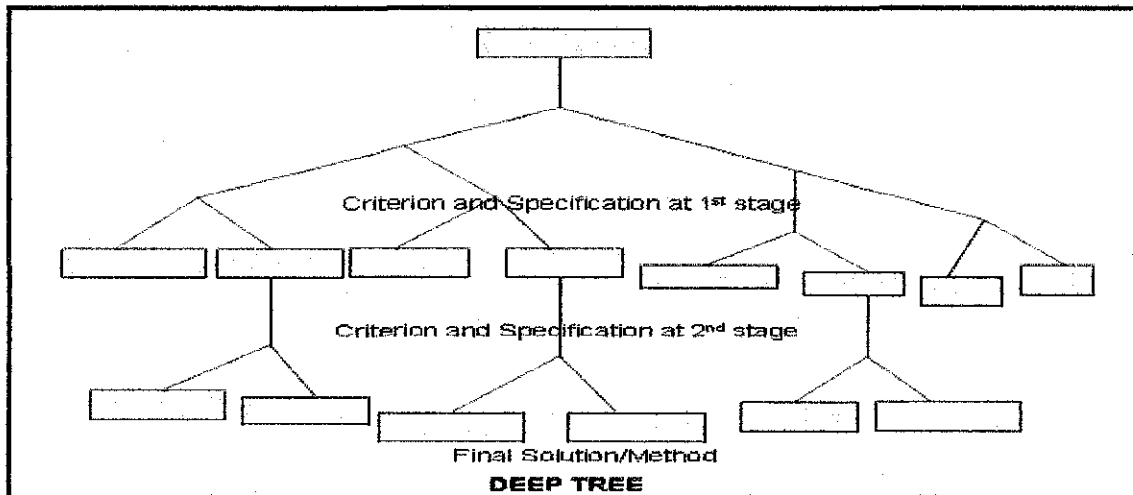 Criterion and Specification at 1st stage
Criterion and Specification at 2nd stage
Final Solution/Method
DEEP TREE